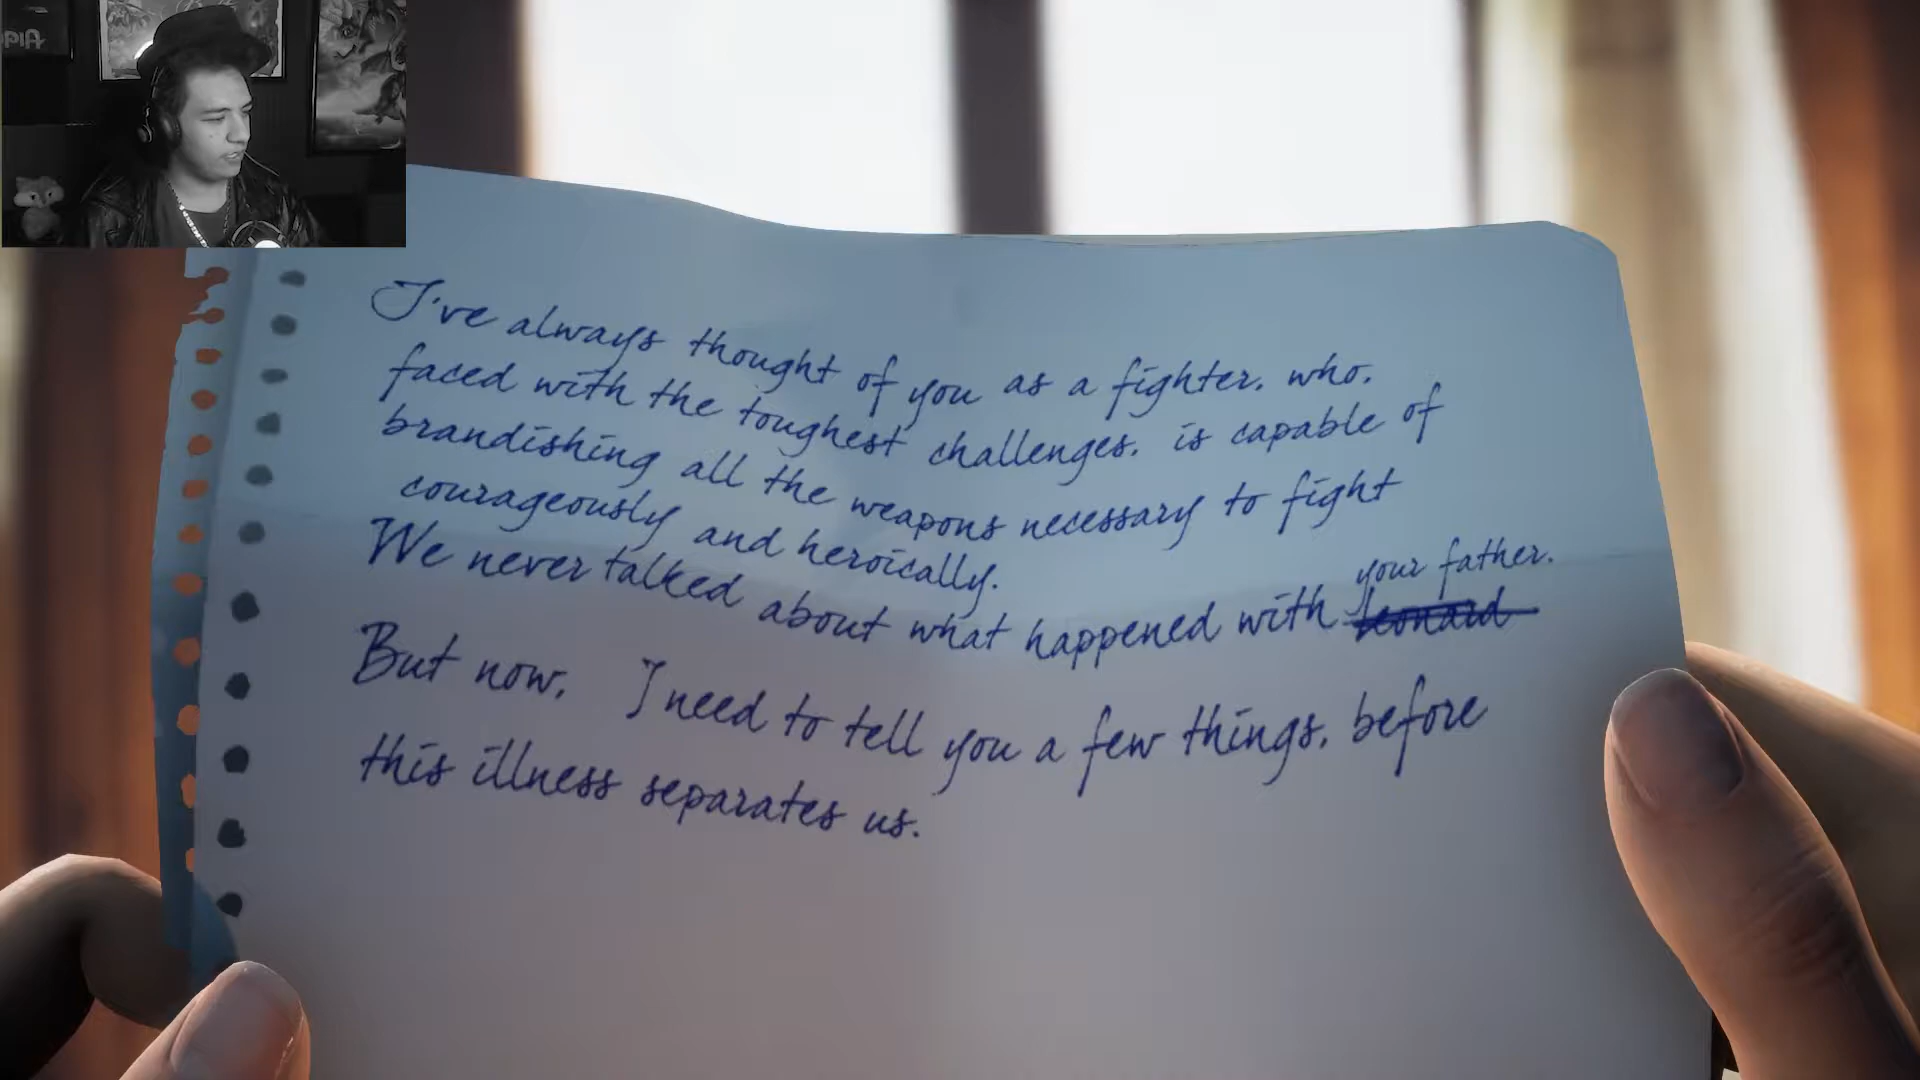 PIA
I've always thought of you as a fighter, who,
faced with the toughest challenges, is capable of
brandishing all the weapons necessary to fight
courageously and heroically.
We never talked about what happened with leonard your father.
But now, I need to tell you a few things, before
this illness separates us.